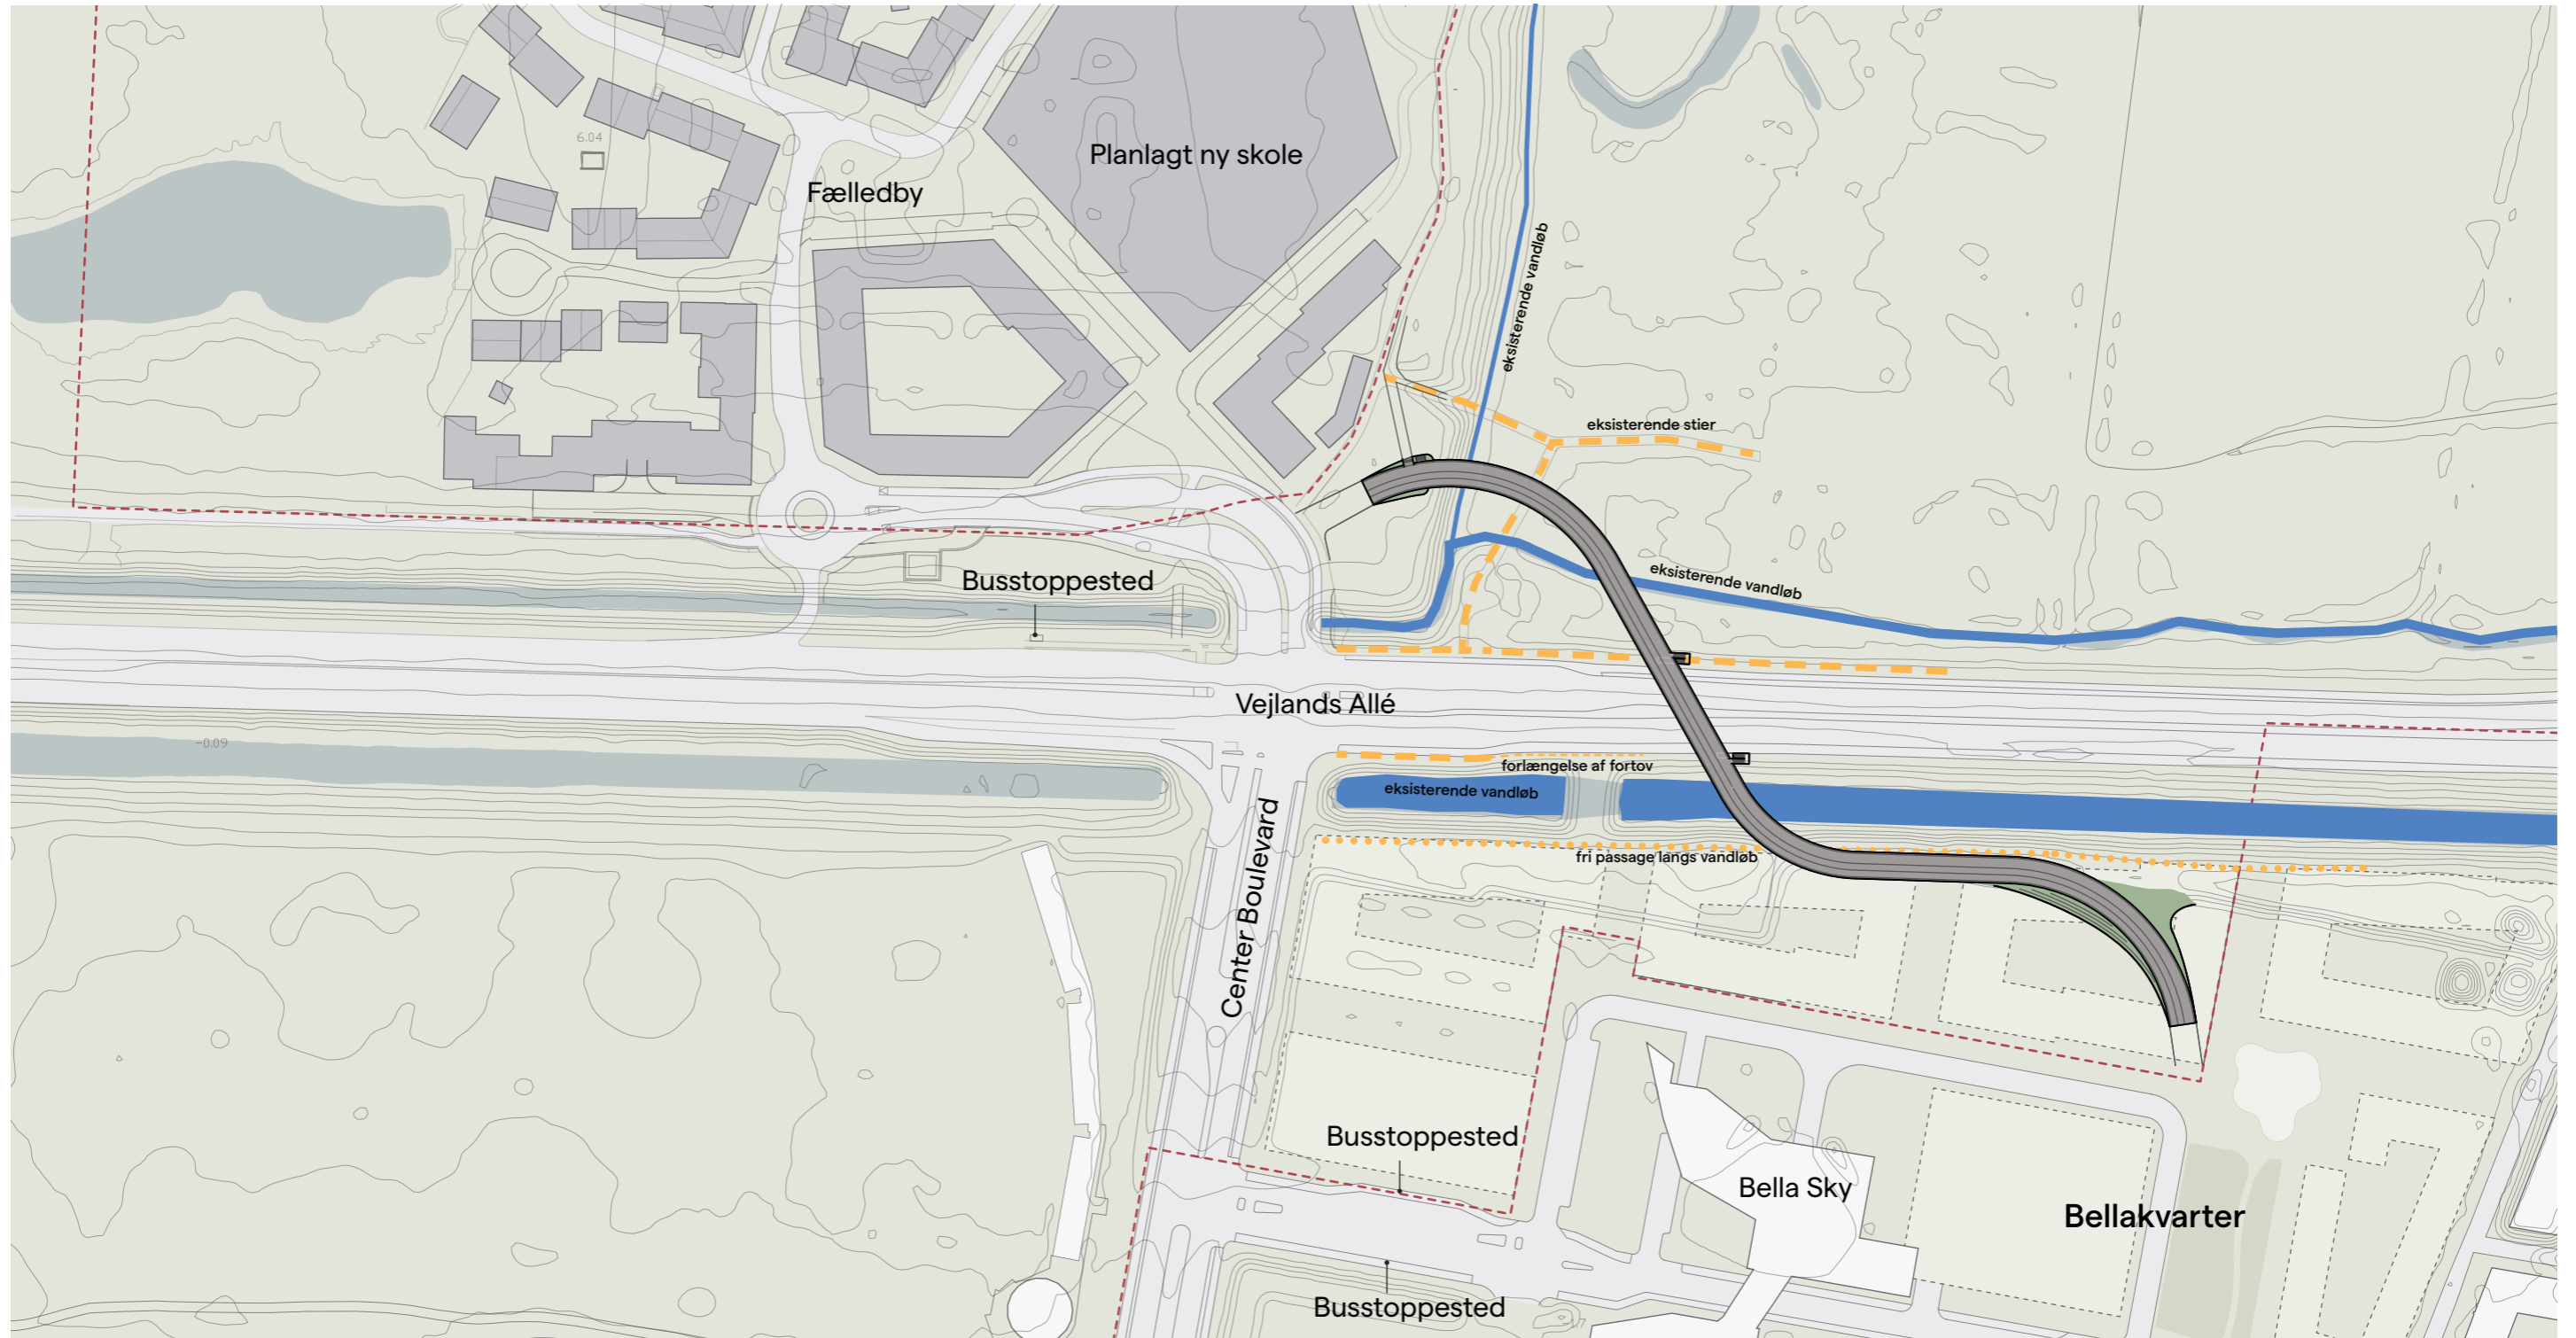 6.04
Planlagt ny skole
Fælledby
eksisterende vandløb
eksisterende stier
Busstoppested
eksisterende vandløb
Vejlands Allé
−0.09
forlængelse af fortov
eksisterende vandløb
fri passage langs vandløb
Center Boulevard
Busstoppested
Bella Sky
Bellakvarter
Busstoppested